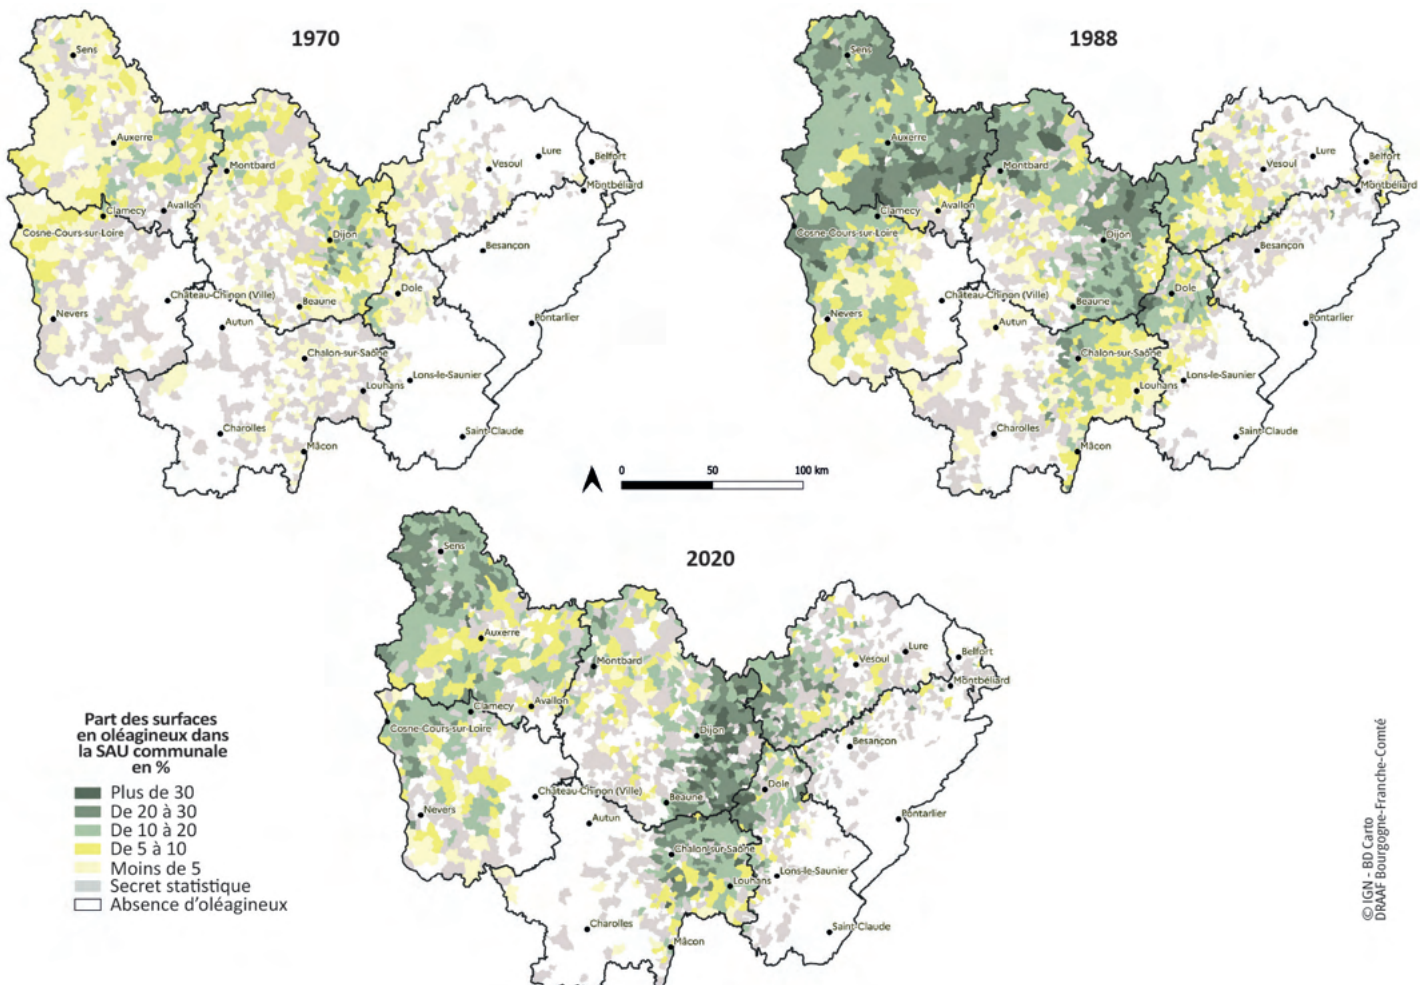 1970
Sens
Auxerre
Montbard
Vesoul
Lure
Belfort
Montbéliard
Clamecy
Avallon
Cosne-Cours-sur-Loire
Dijon
Besançon
Château-Chinon (Ville)
Beaune
Dole
Nevers
Autun
Pontarlier
Chalon-sur-Saône
Louhans
Lons-le-Saunier
Charolles
Saint-Claude
Mâcon
1988
Sens
Auxerre
Montbard
Vesoul
Lure
Belfort
Montbéliard
Clamecy
Avallon
Cosne-Cours-sur-Loire
Dijon
Besançon
Château-Chinon (Ville)
Beaune
Dole
Nevers
Autun
Pontarlier
Chalon-sur-Saône
Louhans
Lons-le-Saunier
Charolles
Saint-Claude
Mâcon
0 50 100 km
2020
Sens
Auxerre
Montbard
Vesoul
Lure
Belfort
Montbéliard
Clamecy
Avallon
Cosne-Cours-sur-Loire
Dijon
Besançon
Château-Chinon (Ville)
Beaune
Dole
Nevers
Autun
Pontarlier
Chalon-sur-Saône
Louhans
Lons-le-Saunier
Charolles
Saint-Claude
Mâcon
Part des surfaces
en oléagineux dans
la SAU communale
en %
Plus de 30
De 20 à 30
De 10 à 20
De 5 à 10
Moins de 5
Secret statistique
Absence d'oléagineux
© IGN - BD Carto
DRAAF Bourgogne-Franche-Comté